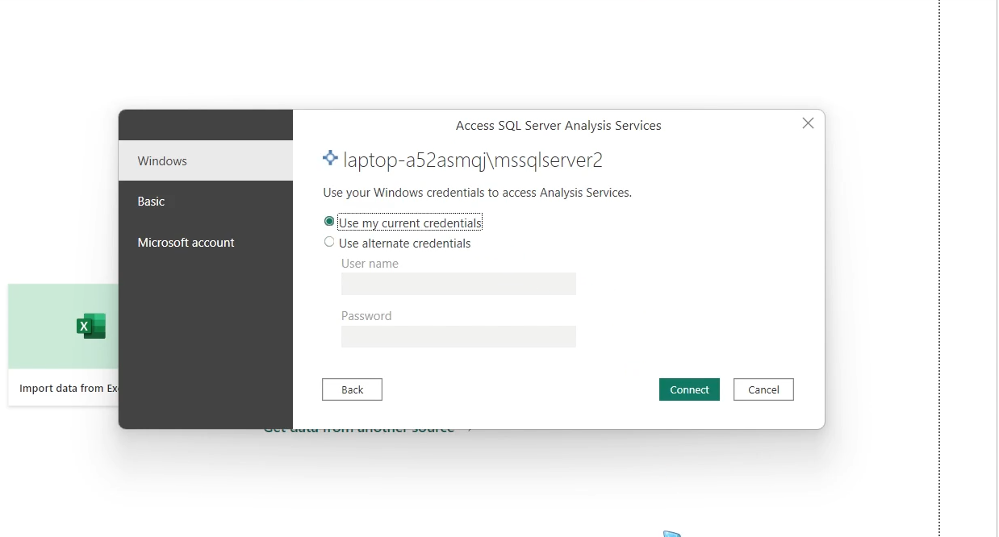 Access SQL Server Analysis Services
Windows
Basic
Microsoft account
laptop-a52asmqj\mssqlserver2
Use your Windows credentials to access Analysis Services.
Use my current credentials
Use alternate credentials
User name
Password
Back
Connect
Cancel
X
Import data from Ex
Get data from another source